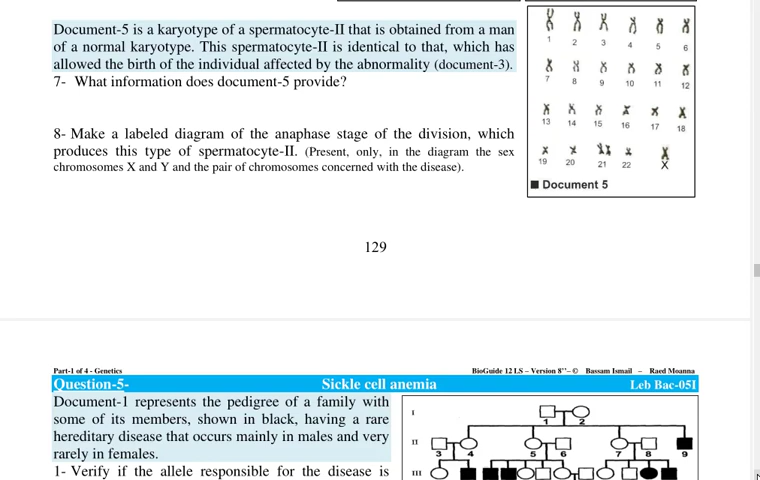 Document-5 is a karyotype of a spermatocyte-II that is obtained from a man
of a normal karyotype. This spermatocyte-II is identical to that, which has
allowed the birth of the individual affected by the abnormality (document-3).
7- What information does document-5 provide?
8- Make a labeled diagram of the anaphase stage of the division, which
produces this type of spermatocyte-II. (Present, only, in the diagram the sex
chromosomes X and Y and the pair of chromosomes concerned with the disease).
1 2 3 4 5 6
7 8 9 10 11 12
13 14 15 16 17 18
19 20 21 22 X
Document 5
129
Part-1 of 4 - Genetics BioGuide 12 LS – Version 8’’– © Bassam Ismail – Raed Moanna
Question-5- Sickle cell anemia Leb Bac-05I
Document-1 represents the pedigree of a family with
some of its members, shown in black, having a rare
hereditary disease that occurs mainly in males and very
rarely in females.
1- Verify if the allele responsible for the disease is
I
1 2
II
3 4 5 6 7 8 9
III